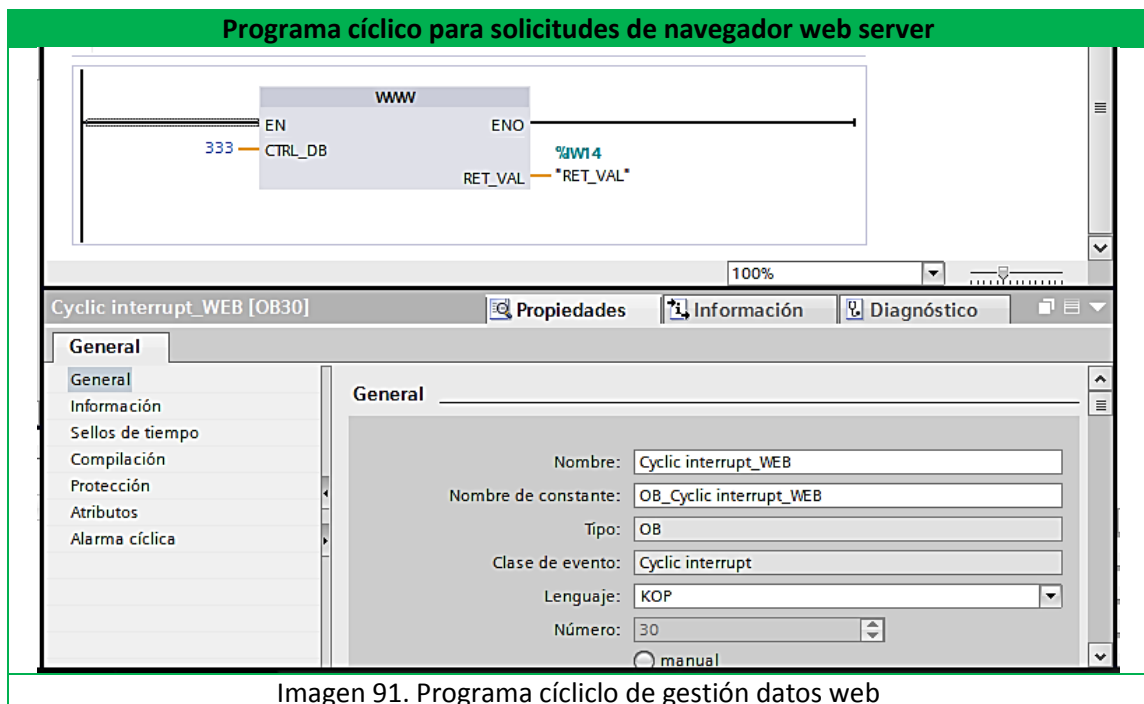 Programa cíclico para solicitudes de navegador web server
WWW
EN ENO
333 CTRL_DB
%IW14
RET_VAL "RET_VAL"
100%
Cyclic interrupt_WEB [OB30] Propiedades Información Diagnóstico
General
General
Información
Sellos de tiempo
Compilación
Protección
Atributos
Alarma cíclica
General
Nombre: Cyclic interrupt_WEB
Nombre de constante: OB_Cyclic interrupt_WEB
Tipo: OB
Clase de evento: Cyclic interrupt
Lenguaje: KOP
Número: 30
manual
Imagen 91. Programa cícliclo de gestión datos web